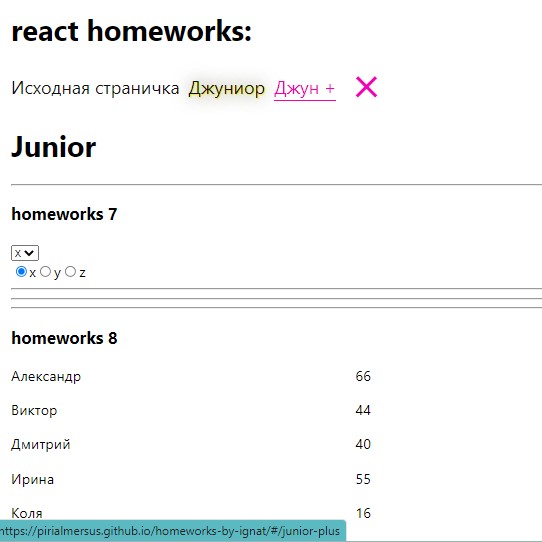 react homeworks:
Исходная страничка Джуниор Джун +
Junior
homeworks 7
x
x y z
homeworks 8
Александр 66
Виктор 44
Дмитрий 40
Ирина 55
Коля 16
https://pirialmersus.github.io/homeworks-by-ignat/#/junior-plus